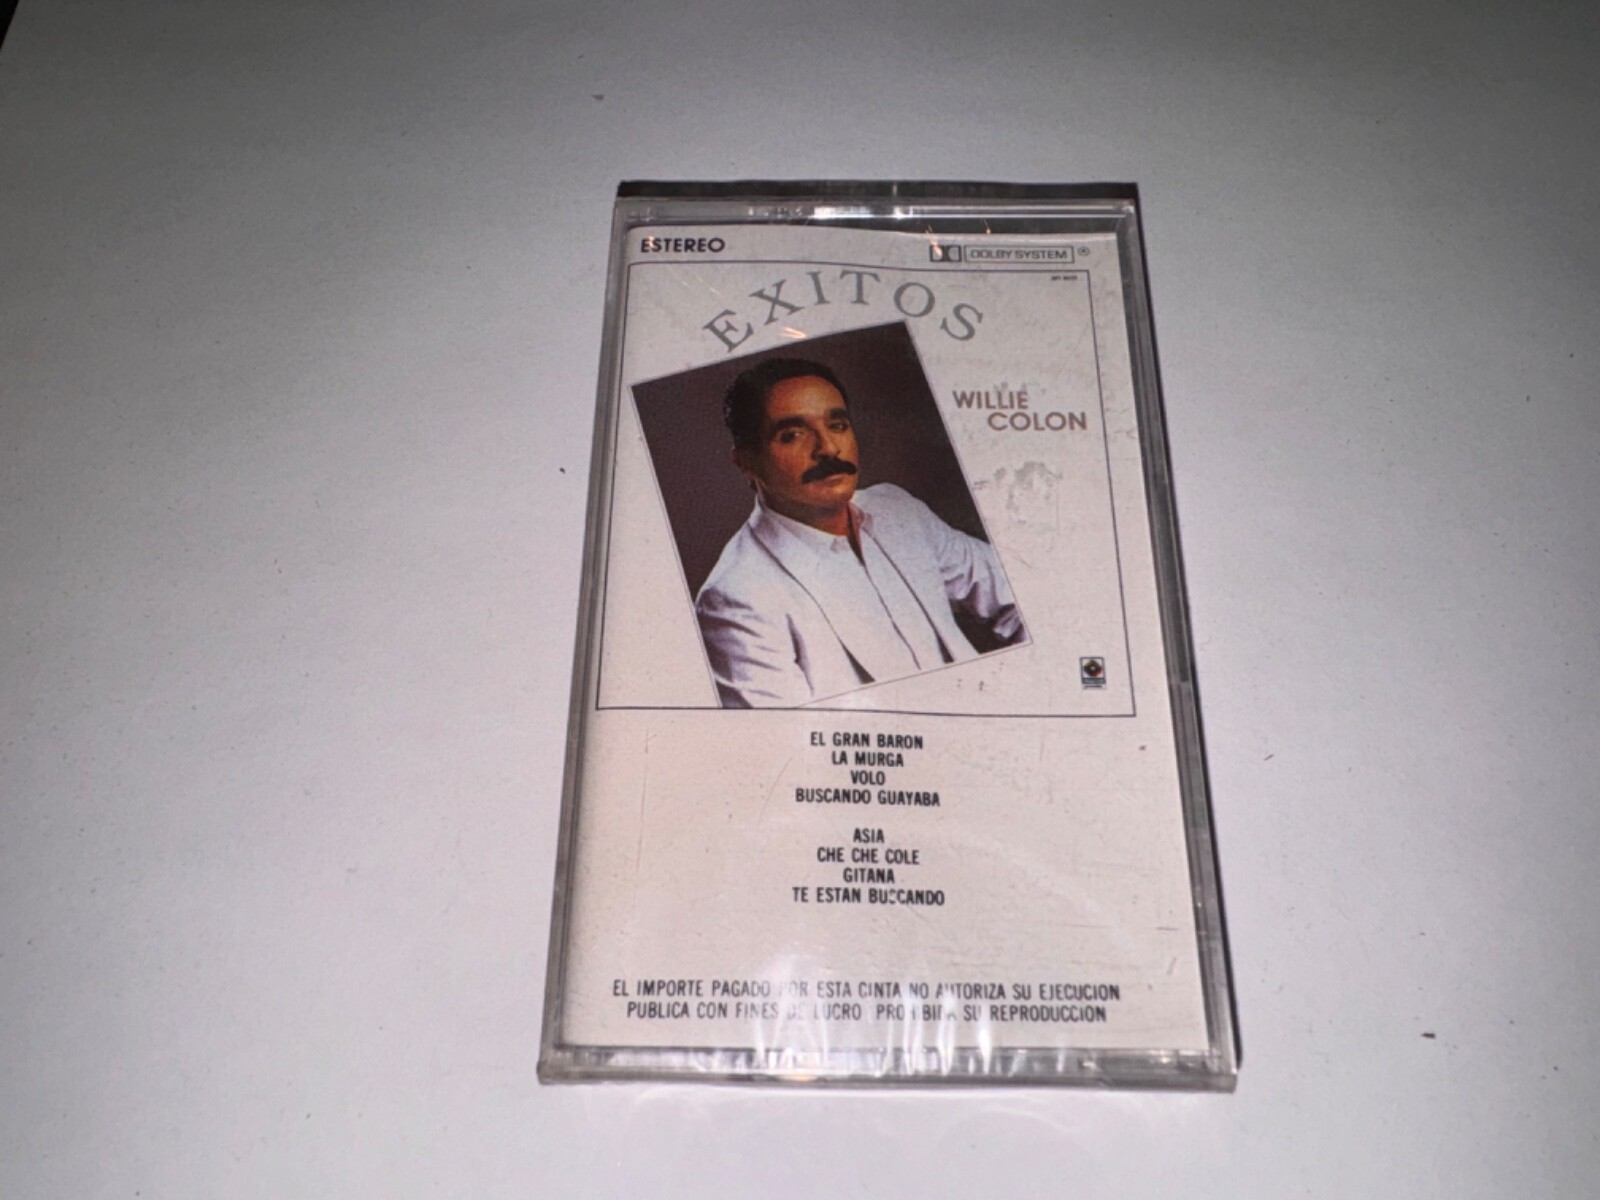 ESTEREO
DOLBY SYSTEM ®
EXITOS
WILLIE
COLON
EL GRAN BARON
LA MURGA
VOLO
BUSCANDO GUAYABA
ASIA
CHE CHE COLE
GITANA
TE ESTAN BUSCANDO
EL IMPORTE PAGADO POR ESTA CINTA NO AUTORIZA SU EJECUCION
PUBLICA CON FINES DE LUCRO PROHIBIDA SU REPRODUCCION